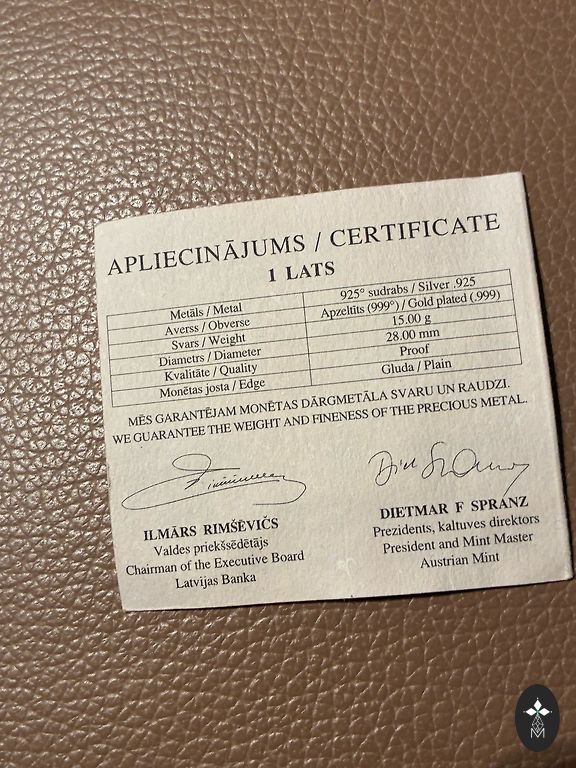 APLIECINĀJUMS / CERTIFICATE
1 LATS
Metāls / Metal 925° sudrabs / Silver .925
Averss / Obverse Apzeltīts (999°) / Gold plated (.999)
Svars / Weight 15.00 g
Diametrs / Diameter 28.00 mm
Kvalitāte / Quality Proof
Monētas josta / Edge Gluda / Plain
MĒS GARANTĒJAM MONĒTAS DĀRGMETĀLA SVARU UN RAUDZI.
WE GUARANTEE THE WEIGHT AND FINENESS OF THE PRECIOUS METAL.
ILMĀRS RIMŠĒVIČS
Valdes priekšsēdētājs
Chairman of the Executive Board
Latvijas Banka
DIETMAR F SPRANZ
Prezidents, kaltuves direktors
President and Mint Master
Austrian Mint
M